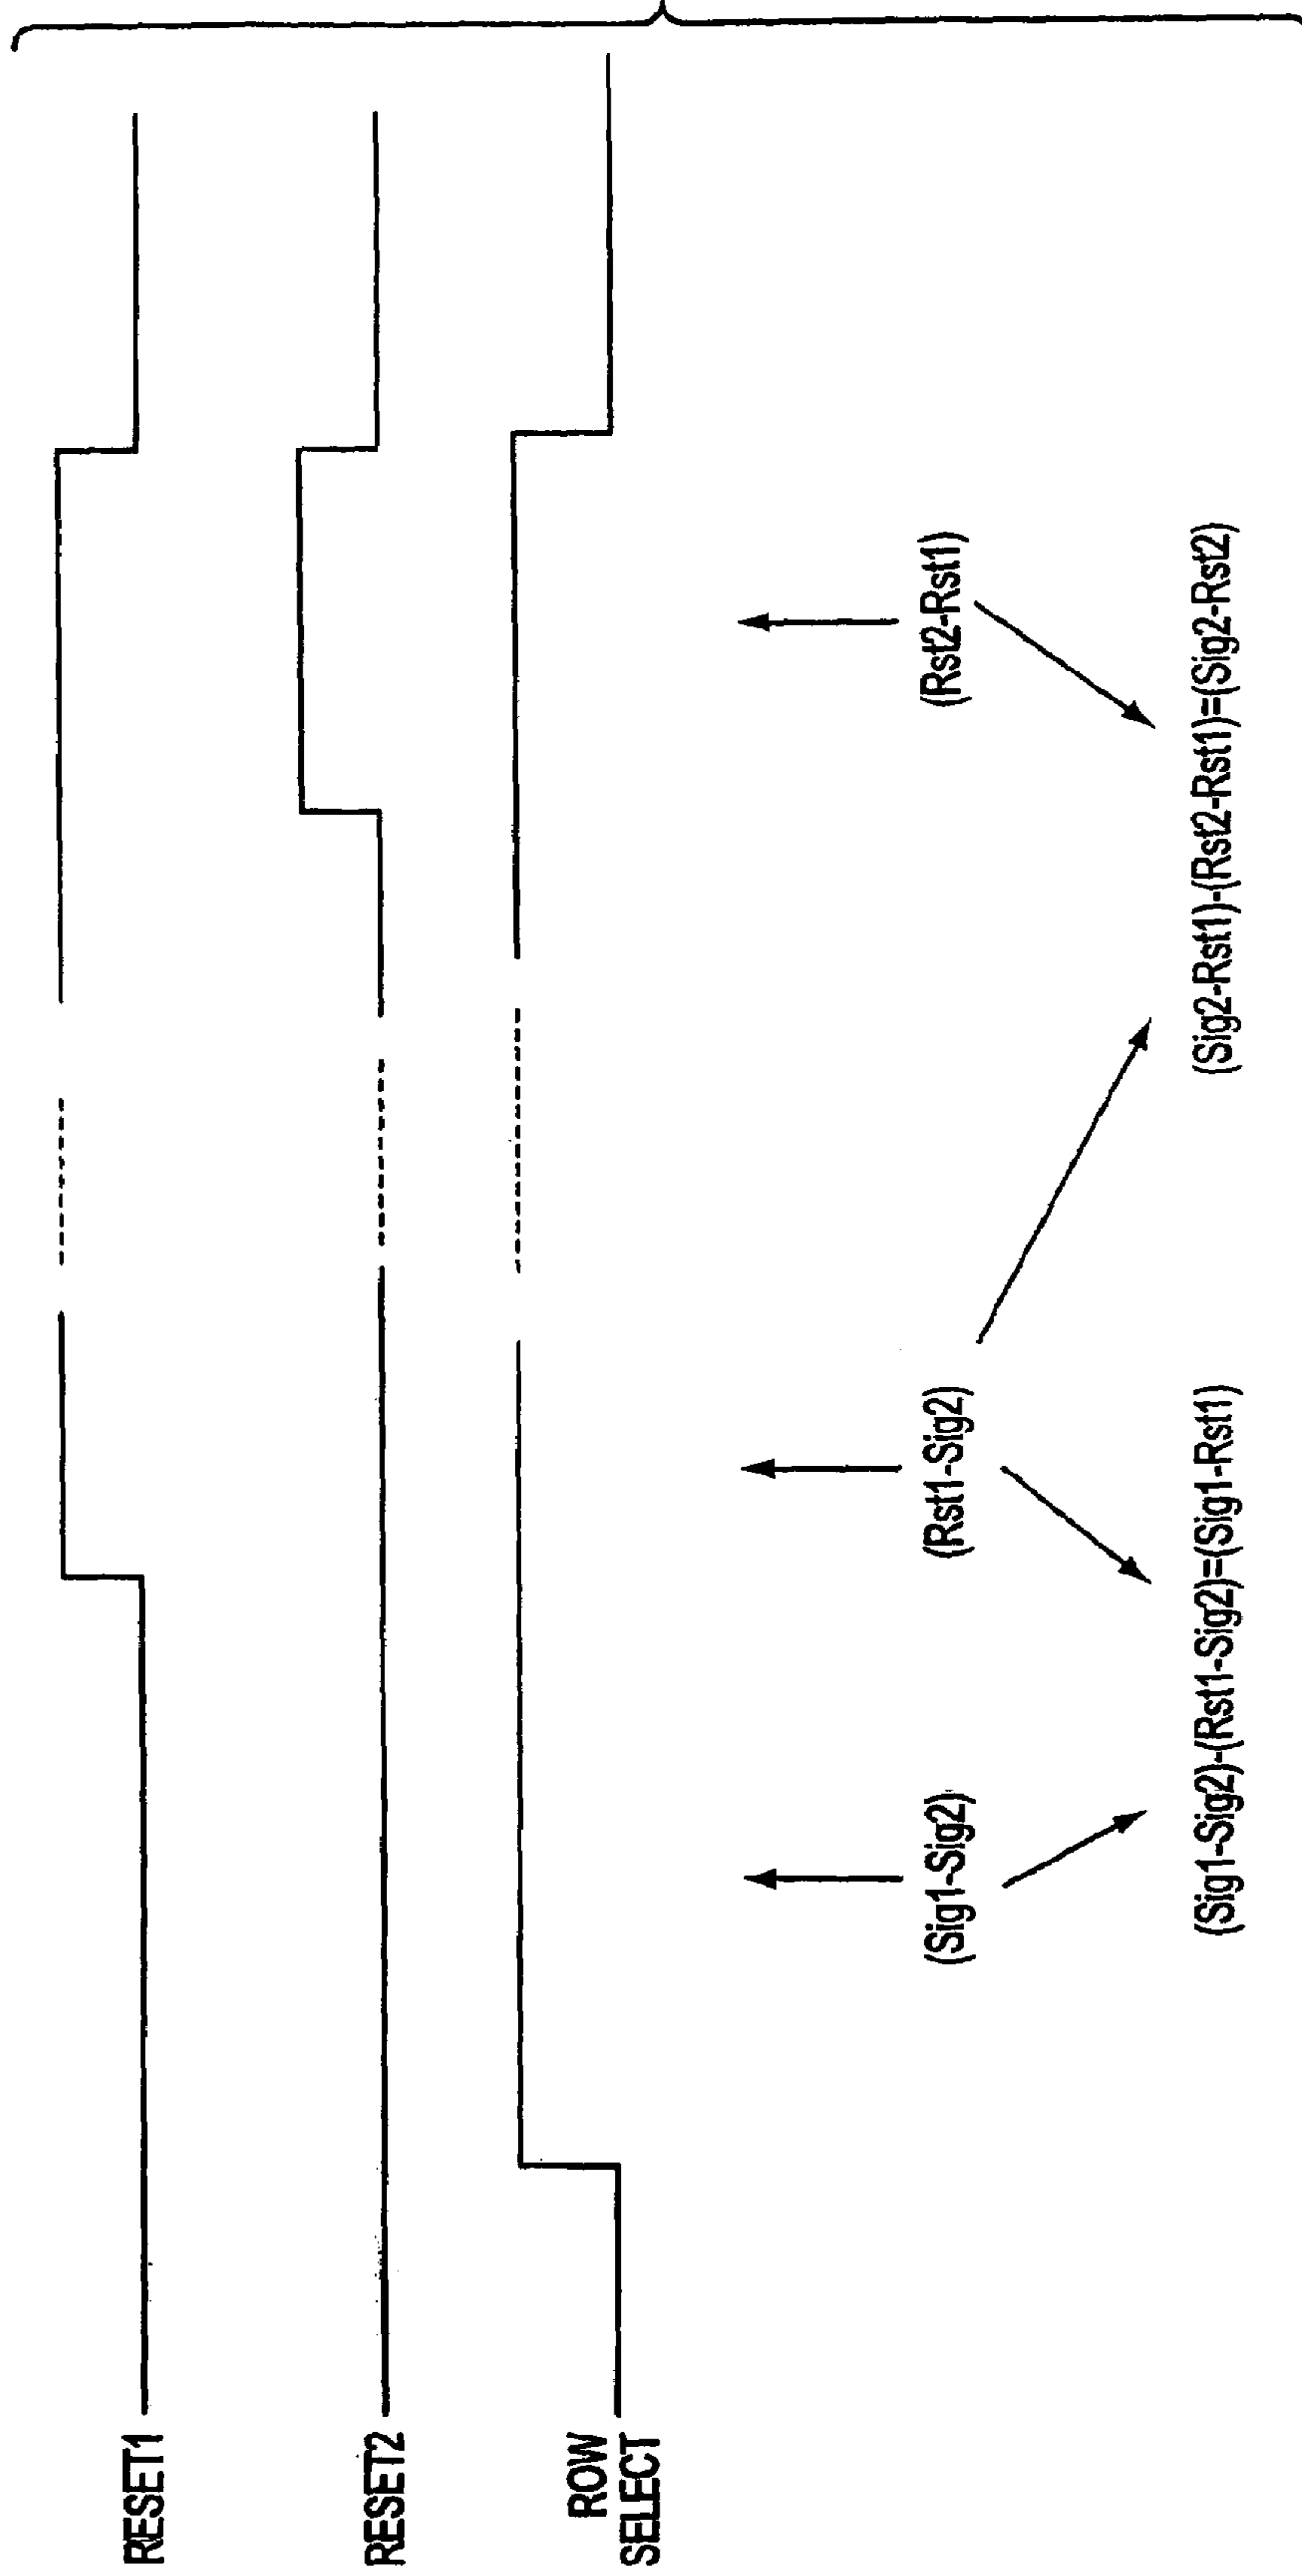 RESET1
RESET2
ROW
SELECT
(Sig1-Sig2)
(Rst1-Sig2)
(Rst2-Rst1)
(Sig1-Sig2)-(Rst1-Sig2)=(Sig1-Rst1)
(Sig2-Rst1)-(Rst2-Rst1)=(Sig2-Rst2)